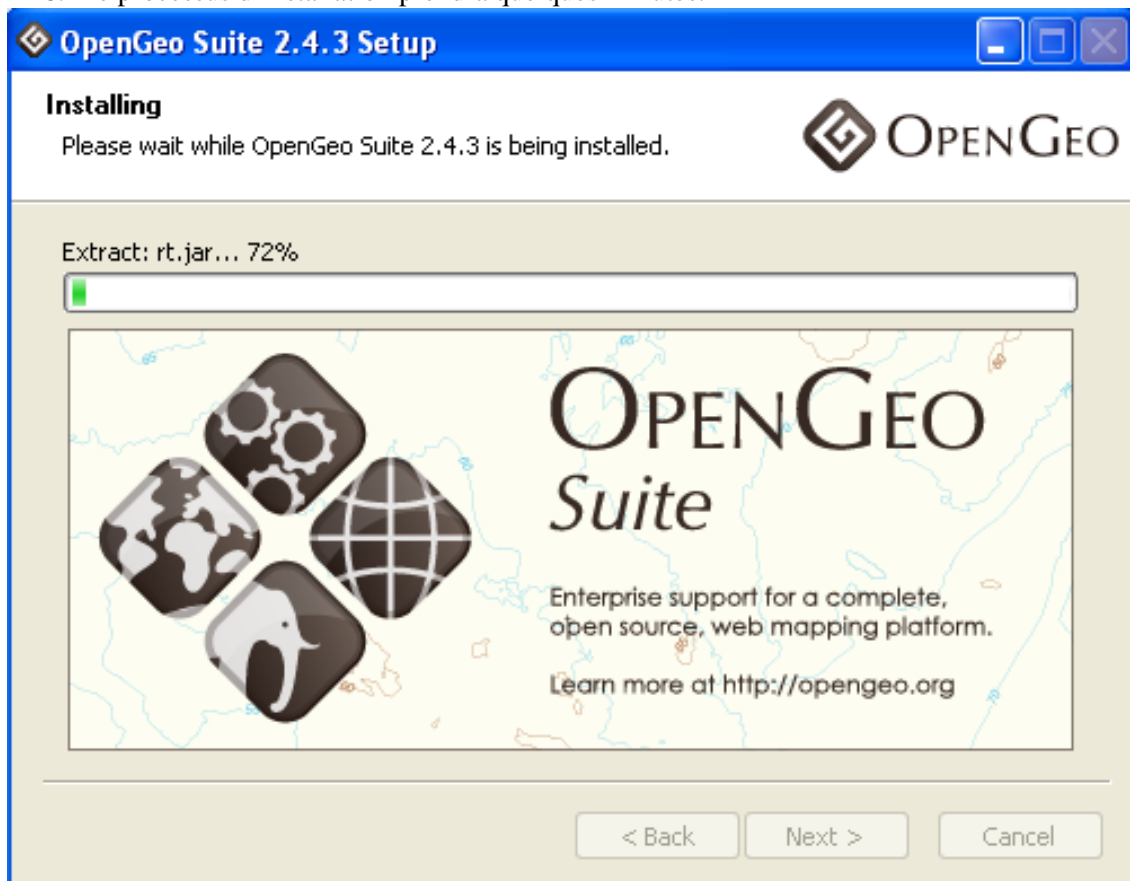 OpenGeo Suite 2.4.3 Setup
Installing
Please wait while OpenGeo Suite 2.4.3 is being installed.
OPENGEO
Extract: rt.jar... 72%
OPENGEO
Suite
Enterprise support for a complete,
open source, web mapping platform.
Learn more at http://opengeo.org
< Back
Next >
Cancel